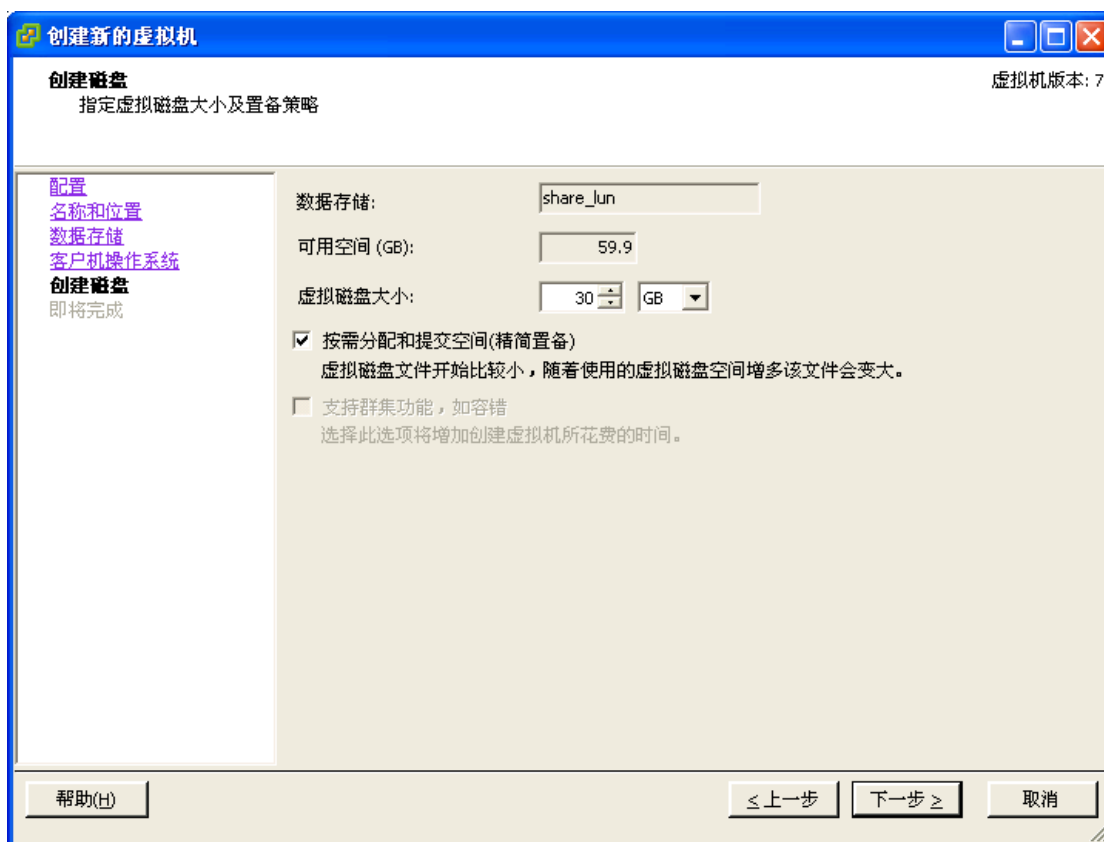 创建新的虚拟机
创建磁盘
指定虚拟磁盘大小及置备策略
虚拟机版本: 7
配置
名称和位置
数据存储
客户机操作系统
创建磁盘
即将完成
数据存储: share_lun
可用空间 (GB): 59.9
虚拟磁盘大小: 30 GB
按需分配和提交空间(精简置备)
虚拟磁盘文件开始比较小，随着使用的虚拟磁盘空间增多该文件会变大。
支持群集功能，如容错
选择此选项将增加创建虚拟机所花费的时间。
帮助(H) ≤上一步 下一步 ≥ 取消